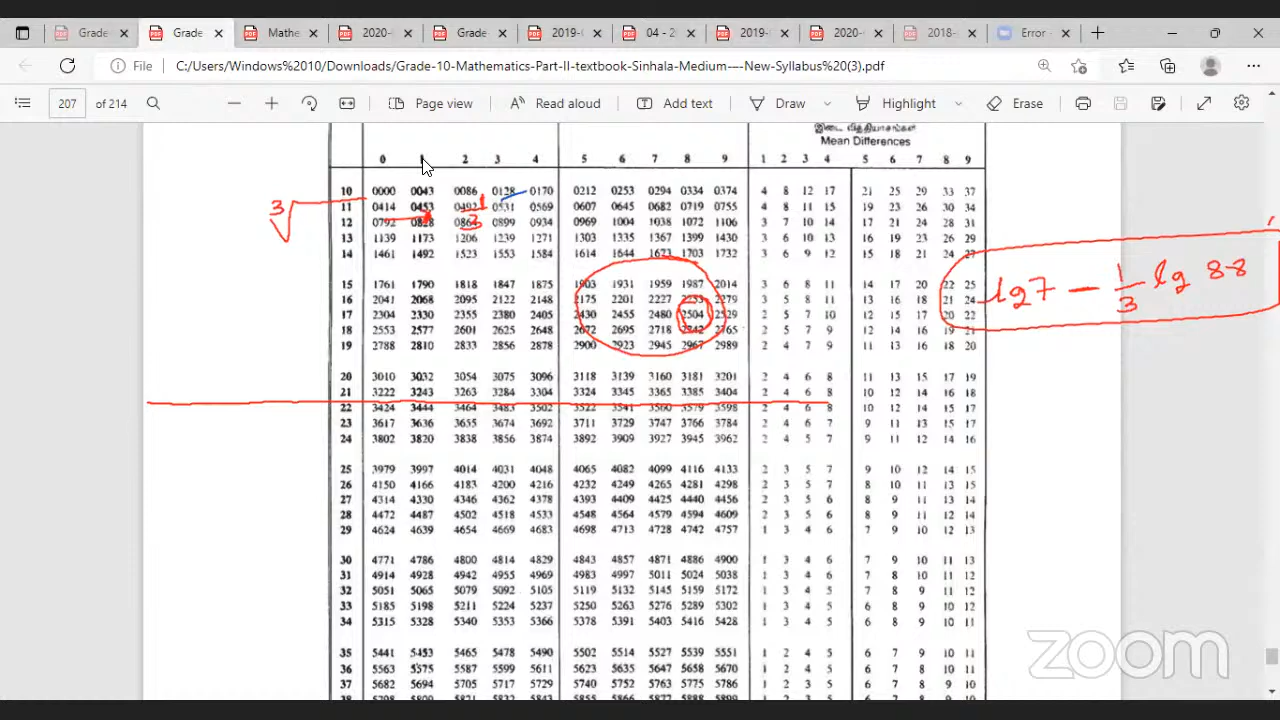 Grade Grade Mathe 2020- Grade 2019- 04 - 2 2019- 2020- 2018- Error
File C:/Users/Windows%2010/Downloads/Grade-10-Mathematics-Part-II-textbook-Sinhala-Medium-—-New-Syllabus%20(3).pdf
207 of 214 Page view Read aloud Add text Draw Highlight Erase
இடை வித்தியாசங்கள்
Mean Differences
0 1 2 3 4 5 6 7 8 9 1 2 3 4 5 6 7 8 9
10 0000 0043 0086 0128 0170 0212 0253 0294 0334 0374 4 8 12 17 21 25 29 33 37
11 0414 0453 0492 0531 0569 0607 0645 0682 0719 0755 4 8 11 15 19 23 26 30 34
12 0792 0828 0864 0899 0934 0969 1004 1038 1072 1106 3 7 10 14 17 21 24 28 31
13 1139 1173 1206 1239 1271 1303 1335 1367 1399 1430 3 6 10 13 16 19 23 26 29
14 1461 1492 1523 1553 1584 1614 1644 1673 1703 1732 3 6 9 12 15 18 21 24 27
15 1761 1790 1818 1847 1875 1903 1931 1959 1987 2014 3 6 8 11 14 17 20 22 25
16 2041 2068 2095 2122 2148 2175 2201 2227 2253 2279 3 5 8 11 13 16 18 21 24
17 2304 2330 2355 2380 2405 2430 2455 2480 2504 2529 2 5 7 10 12 15 17 20 22
18 2553 2577 2601 2625 2648 2672 2695 2718 2742 2765 2 5 7 9 12 14 16 19 21
19 2788 2810 2833 2856 2878 2900 2923 2945 2967 2989 2 4 7 9 11 13 16 18 20
20 3010 3032 3054 3075 3096 3118 3139 3160 3181 3201 2 4 6 8 11 13 15 17 19
21 3222 3243 3263 3284 3304 3324 3345 3365 3385 3404 2 4 6 8 10 12 14 16 18
22 3424 3444 3464 3483 3502 3522 3541 3560 3579 3598 2 4 6 8 10 12 14 15 17
23 3617 3636 3655 3674 3692 3711 3729 3747 3766 3784 2 4 6 7 9 11 13 15 17
24 3802 3820 3838 3856 3874 3892 3909 3927 3945 3962 2 4 5 7 9 11 12 14 16
25 3979 3997 4014 4031 4048 4065 4082 4099 4116 4133 2 3 5 7 9 10 12 14 15
26 4150 4166 4183 4200 4216 4232 4249 4265 4281 4298 2 3 5 7 8 10 11 13 15
27 4314 4330 4346 4362 4378 4393 4409 4425 4440 4456 2 3 5 6 8 9 11 13 14
28 4472 4487 4502 4518 4533 4548 4564 4579 4594 4609 2 3 5 6 8 9 11 12 14
29 4624 4639 4654 4669 4683 4698 4713 4728 4742 4757 1 3 4 6 7 9 10 12 13
30 4771 4786 4800 4814 4829 4843 4857 4871 4886 4900 1 3 4 6 7 9 10 11 13
31 4914 4928 4942 4955 4969 4983 4997 5011 5024 5038 1 3 4 6 7 8 10 11 12
32 5051 5065 5079 5092 5105 5119 5132 5145 5159 5172 1 3 4 5 7 8 9 11 12
33 5185 5198 5211 5224 5237 5250 5263 5276 5289 5302 1 3 4 5 6 8 9 10 12
34 5315 5328 5340 5353 5366 5378 5391 5403 5416 5428 1 3 4 5 6 8 9 10 11
35 5441 5453 5465 5478 5490 5502 5514 5527 5539 5551 1 2 4 5 6 7 9 10 11
36 5563 5575 5587 5599 5611 5623 5635 5647 5658 5670 1 2 4 5 6 7 8 10 11
37 5682 5694 5705 5717 5729 5740 5752 5763 5775 5786 1 2 3 5 6 7 8 9 10
3√
1/3
lg 7 - 1/3 lg 8.8
zoom